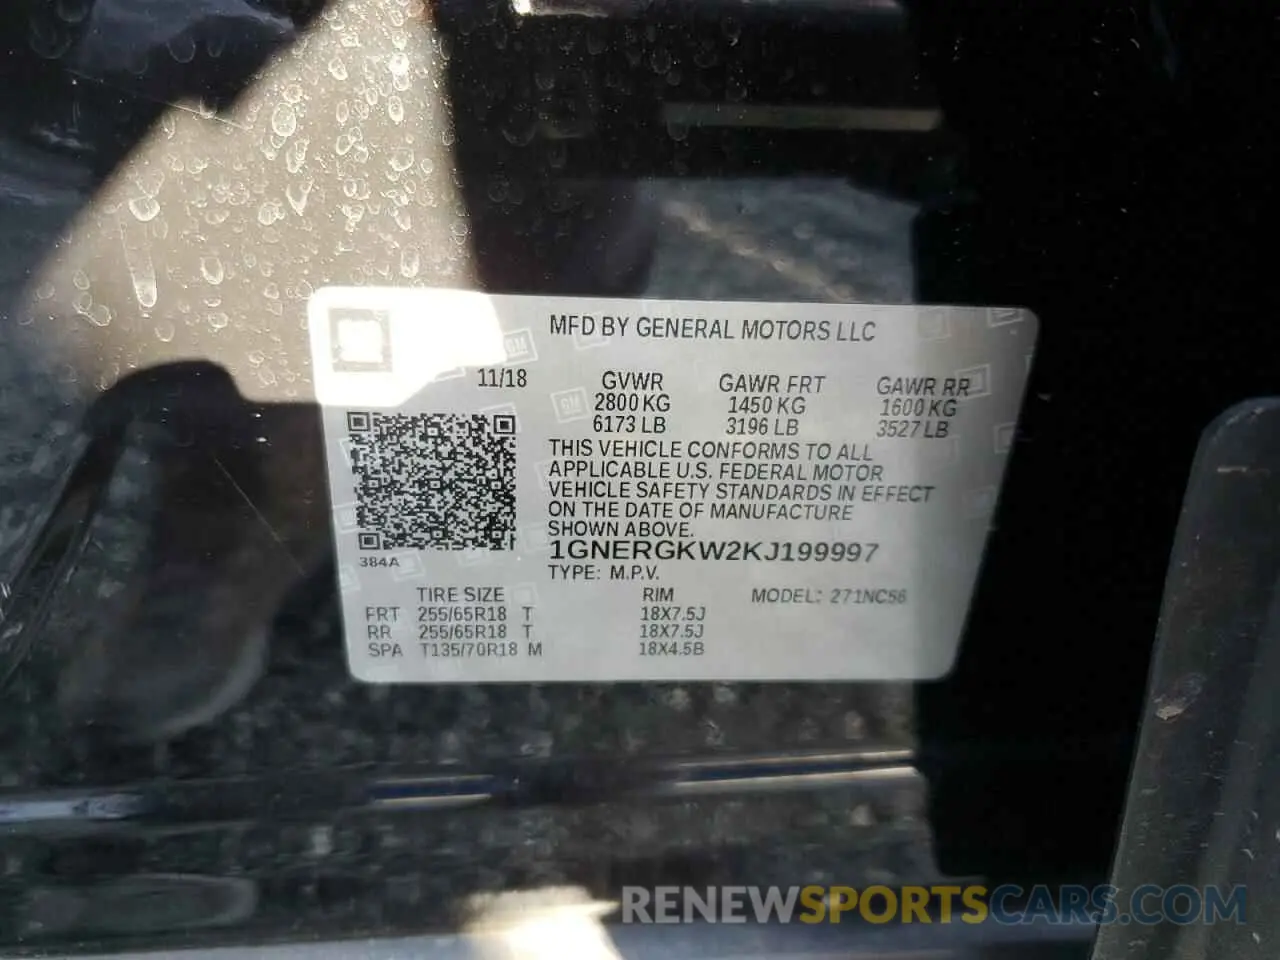 MFD BY GENERAL MOTORS LLC
11/18 GVWR GAWR FRT GAWR RR
2800 KG 1450 KG 1600 KG
6173 LB 3196 LB 3527 LB
THIS VEHICLE CONFORMS TO ALL
APPLICABLE U.S. FEDERAL MOTOR
VEHICLE SAFETY STANDARDS IN EFFECT
ON THE DATE OF MANUFACTURE
SHOWN ABOVE.
384A
1GNERGKW2KJ199997
TYPE: M.P.V.
TIRE SIZE RIM MODEL: 271NC56
FRT 255/65R18 T 18X7.5J
RR 255/65R18 T 18X7.5J
SPA T135/70R18 M 18X4.5B
GM
GM
RENEWSPORTSCARS.COM